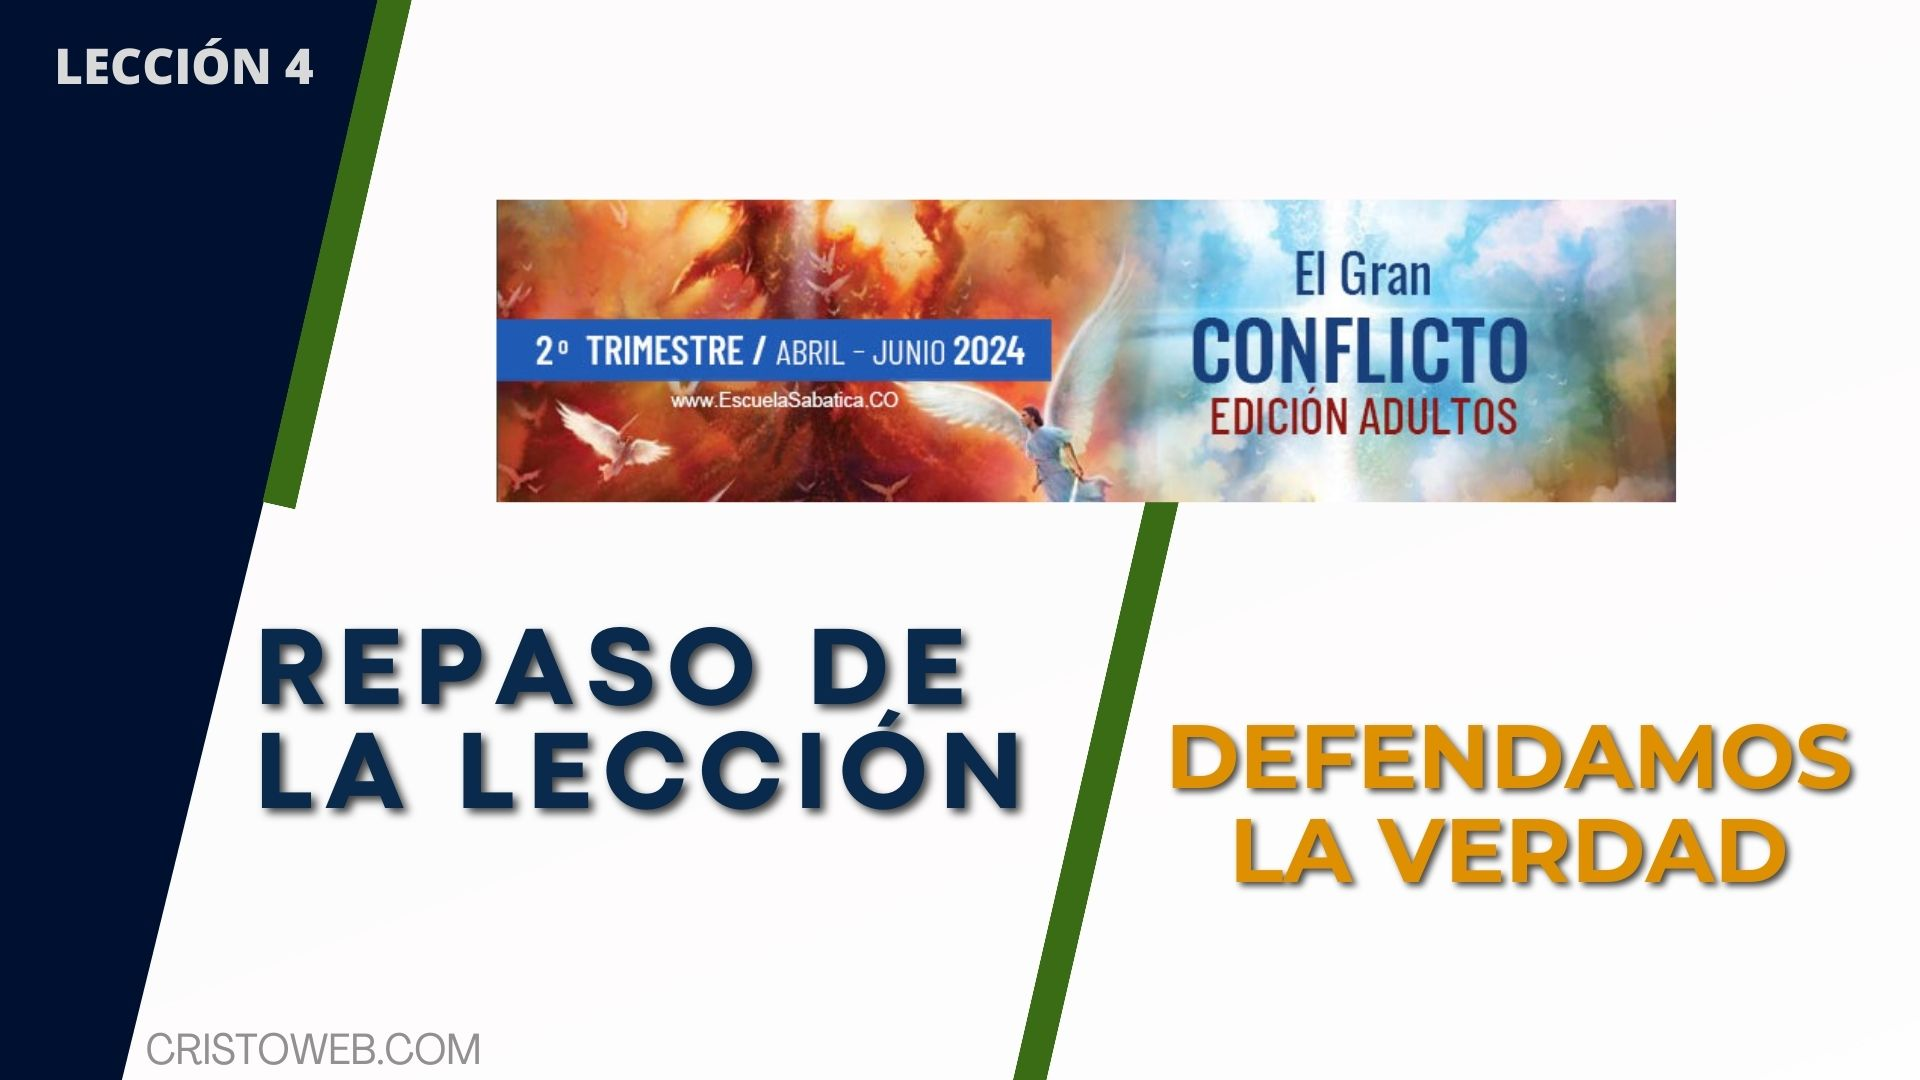 LECCIÓN 4
2º TRIMESTRE / ABRIL - JUNIO 2024
www.EscuelaSabatica.CO
El Gran
CONFLICTO
EDICIÓN ADULTOS
REPASO DE
LA LECCIÓN
DEFENDAMOS
LA VERDAD
CRISTOWEB.COM